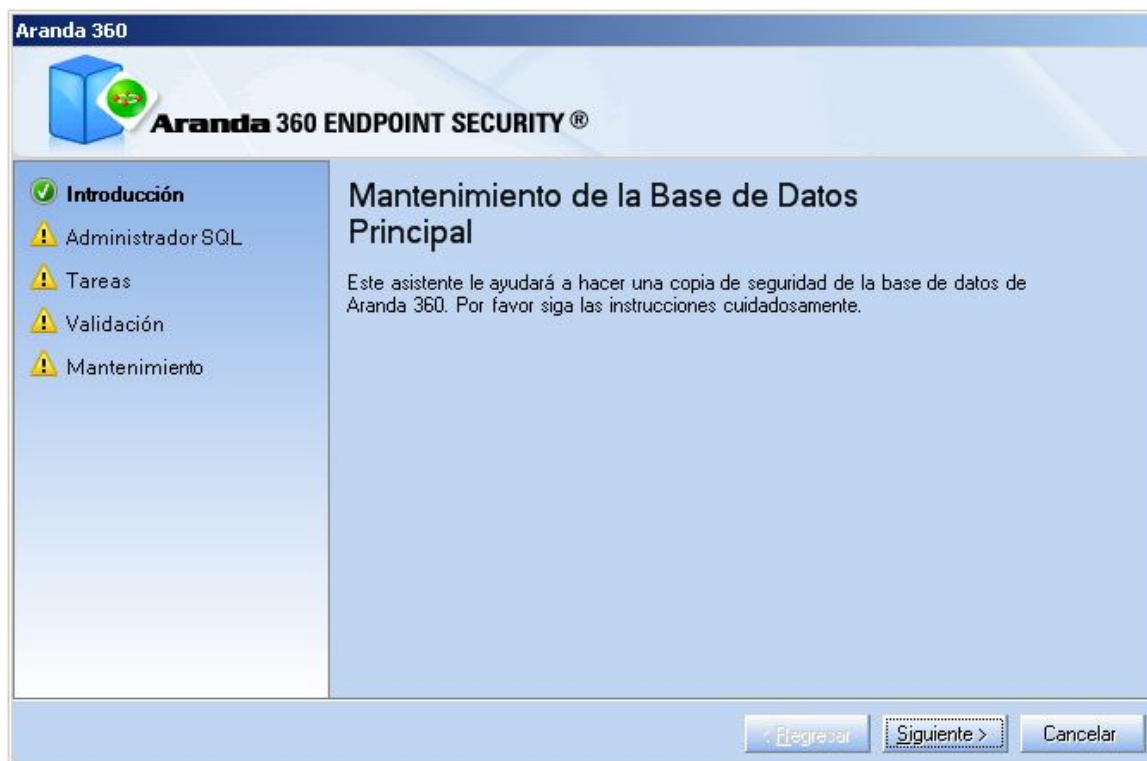 Aranda 360
Aranda 360 ENDPOINT SECURITY ®
Introducción
Administrador SQL
Tareas
Validación
Mantenimiento
Mantenimiento de la Base de Datos
Principal
Este asistente le ayudará a hacer una copia de seguridad de la base de datos de
Aranda 360. Por favor siga las instrucciones cuidadosamente.
< Regresar
Siguiente >
Cancelar